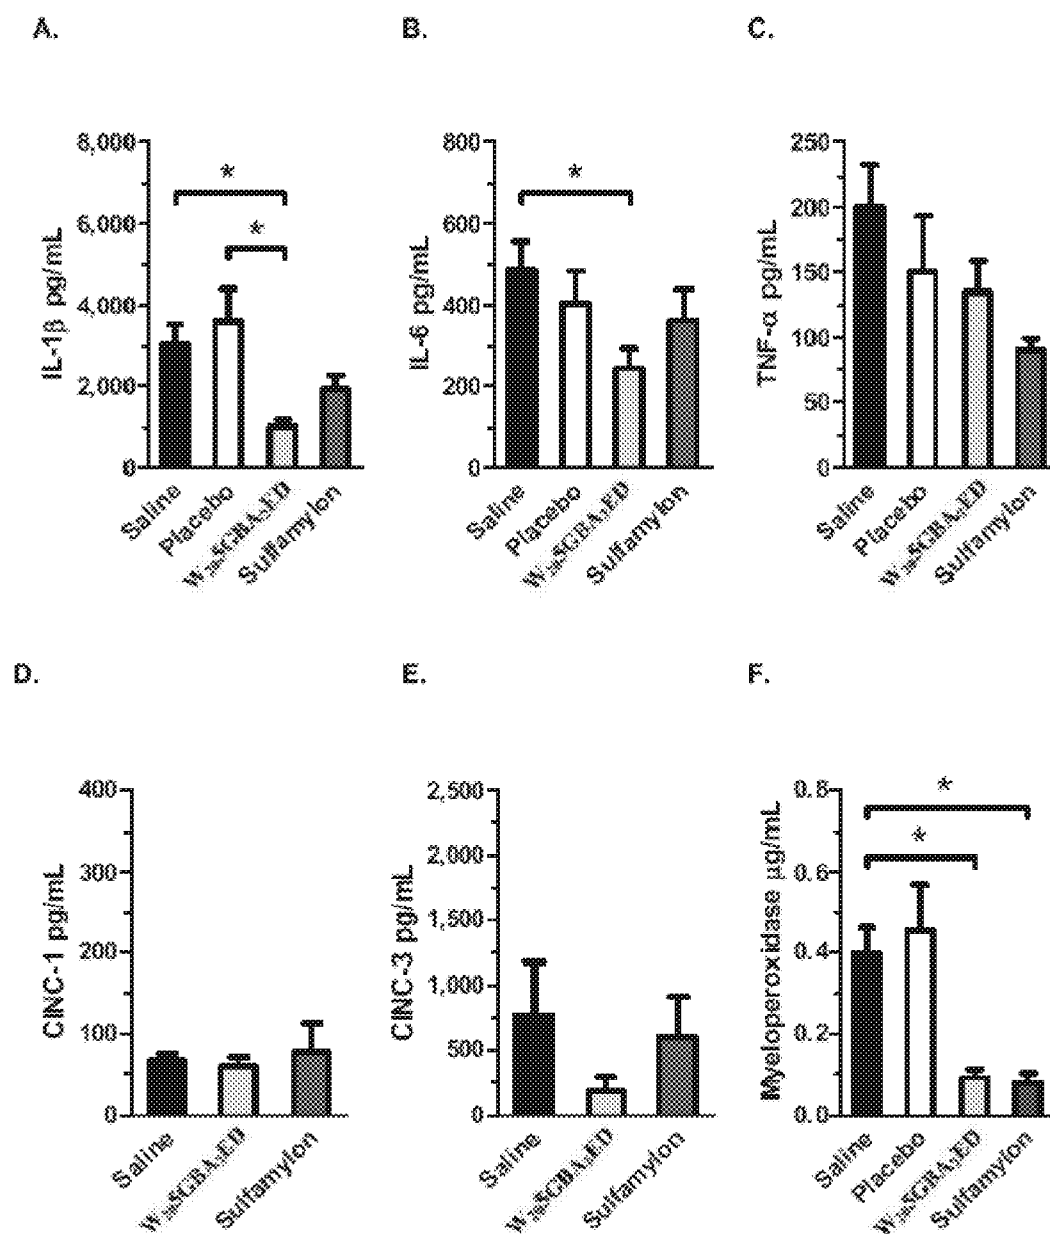 A.
8,000
6,000
4,000
2,000
0
IL-1β pg/mL
*
*
Saline
Placebo
Sulfamylon
B.
800
600
400
200
0
IL-6 pg/mL
*
Saline
Placebo
Sulfamylon
C.
250
200
150
100
50
0
TNF-α pg/mL
Saline
Placebo
Sulfamylon
D.
400
300
200
100
0
CINC-1 pg/mL
Saline
Sulfamylon
E.
2,500
2,000
1,500
1,000
500
0
CINC-3 pg/mL
Saline
Sulfamylon
F.
0.8
0.6
0.4
0.2
0.0
Myeloperoxidase µg/mL
*
*
Saline
Placebo
Sulfamylon